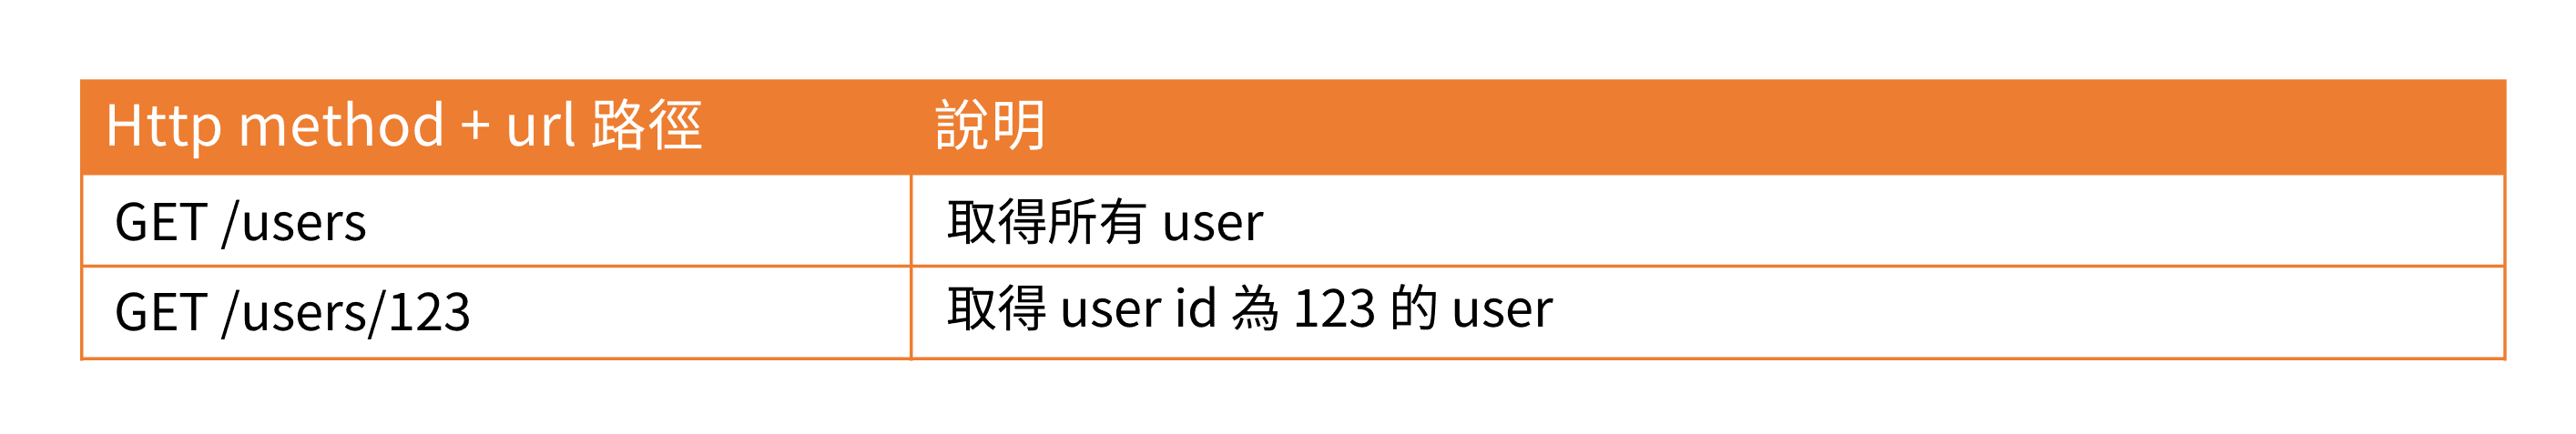 Http method + url 路徑 說明
GET /users 取得所有 user
GET /users/123 取得 user id 為 123 的 user